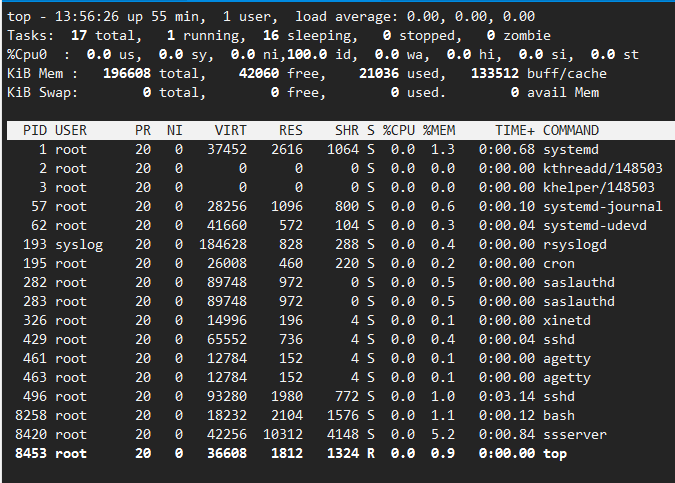 top - 13:56:26 up 55 min,  1 user,  load average: 0.00, 0.00, 0.00
Tasks:  17 total,   1 running,  16 sleeping,   0 stopped,   0 zombie
%Cpu0  :  0.0 us,  0.0 sy,  0.0 ni,100.0 id,  0.0 wa,  0.0 hi,  0.0 si,  0.0 st
KiB Mem :   196608 total,    42060 free,    21036 used,   133512 buff/cache
KiB Swap:        0 total,        0 free,        0 used.        0 avail Mem
PID USER      PR  NI    VIRT    RES    SHR S %CPU %MEM     TIME+ COMMAND
1 root      20   0   37452   2616   1064 S  0.0  1.3   0:00.68 systemd
2 root      20   0       0      0      0 S  0.0  0.0   0:00.00 kthreadd/148503
3 root      20   0       0      0      0 S  0.0  0.0   0:00.00 khelper/148503
57 root      20   0   28256   1096    800 S  0.0  0.6   0:00.10 systemd-journal
62 root      20   0   41660    572    104 S  0.0  0.3   0:00.04 systemd-udevd
193 syslog    20   0  184628    828    288 S  0.0  0.4   0:00.00 rsyslogd
195 root      20   0   26008    460    220 S  0.0  0.2   0:00.00 cron
282 root      20   0   89748    972      0 S  0.0  0.5   0:00.00 saslauthd
283 root      20   0   89748    972      0 S  0.0  0.5   0:00.00 saslauthd
326 root      20   0   14996    196      4 S  0.0  0.1   0:00.00 xinetd
429 root      20   0   65552    736      4 S  0.0  0.4   0:00.04 sshd
461 root      20   0   12784    152      4 S  0.0  0.1   0:00.00 agetty
463 root      20   0   12784    152      4 S  0.0  0.1   0:00.00 agetty
496 root      20   0   93280   1980    772 S  0.0  1.0   0:03.14 sshd
8258 root      20   0   18232   2104   1576 S  0.0  1.1   0:00.12 bash
8420 root      20   0   42256  10312   4148 S  0.0  5.2   0:00.84 ssserver
8453 root      20   0   36608   1812   1324 R  0.0  0.9   0:00.00 top